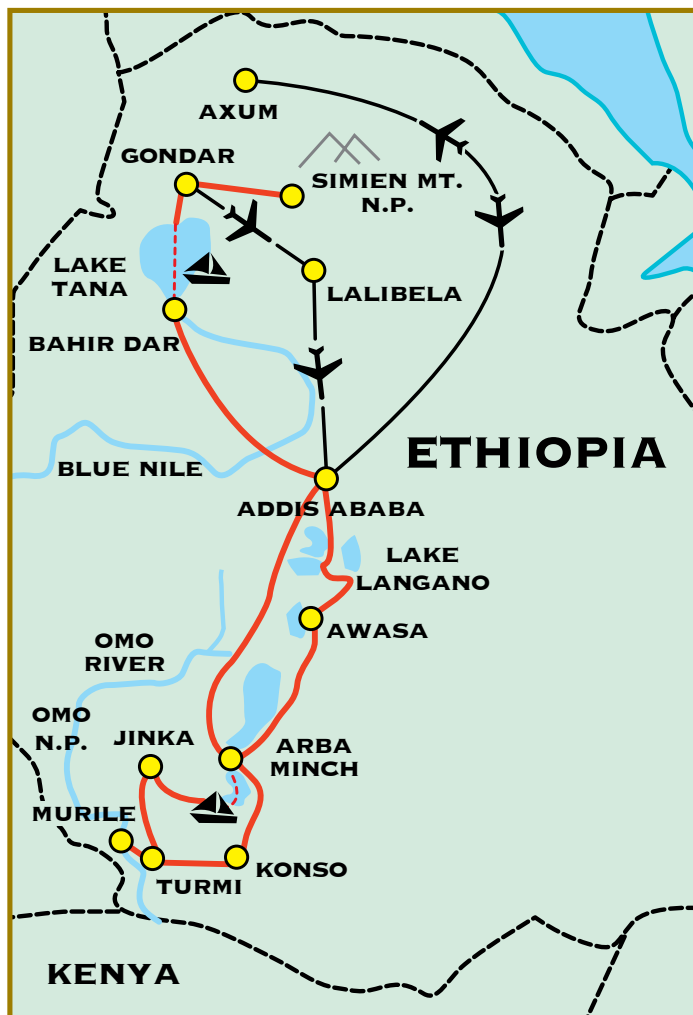 AXUM
GONDAR
SIMIEN MT.
N.P.
LAKE
TANA
LALIBELA
BAHIR DAR
ETHIOPIA
BLUE NILE
ADDIS ABABA
LAKE
LANGANO
AWASA
OMO
RIVER
OMO
N.P.
JINKA
ARBA
MINCH
MURILE
KONSO
TURMI
KENYA